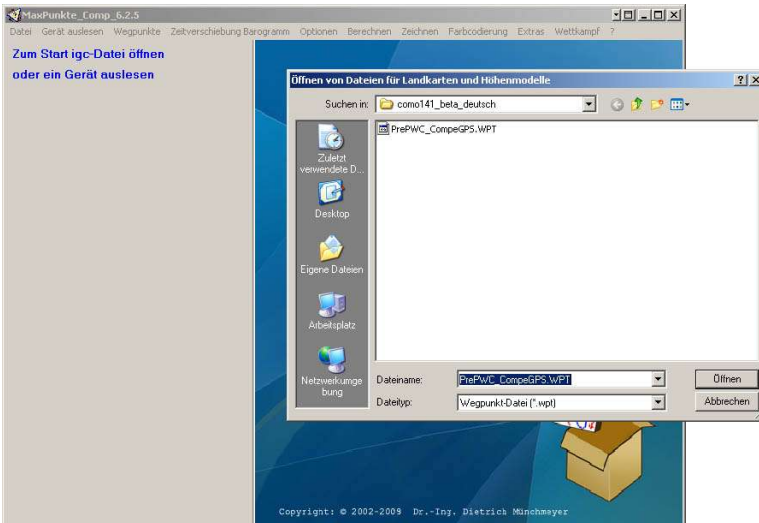 MaxPunkte_Comp_6.2.5
Datei Gerät auslesen Wegpunkte Zeitverschiebung Barogramm Optionen Berechnen Zeichnen Farbcodierung Extras Wettkampf ?
Zum Start igc-Datei öffnen
oder ein Gerät auslesen
Öffnen von Dateien für Landkarten und Höhenmodelle
Suchen in: como141_beta_deutsch
PrePWC_CompeGPS.WPT
Zuletzt
verwendete D...
Desktop
Eigene Dateien
Arbeitsplatz
Netzwerkumge
bung
Dateiname: PrePWC_CompeGPS.WPT Öffnen
Dateityp: Wegpunkt-Datei (*.wpt) Abbrechen
Copyright: © 2002-2009 Dr.-Ing. Dietrich Münchmeyer